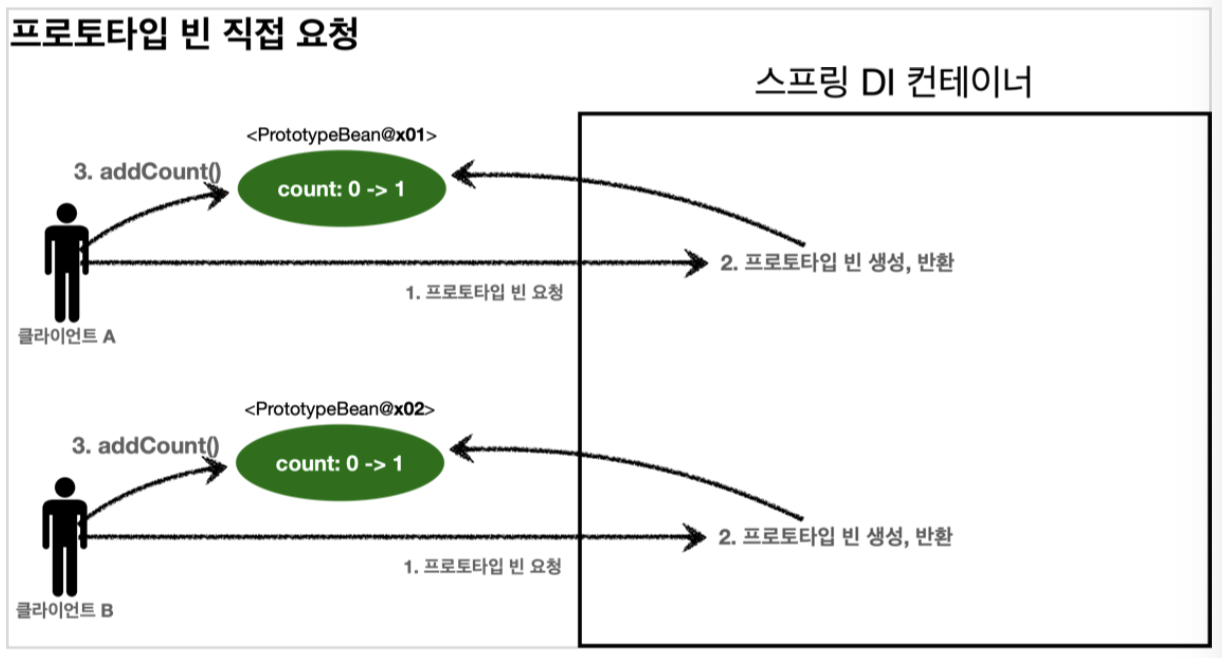 프로토타입 빈 직접 요청
스프링 DI 컨테이너
<PrototypeBean@x01>
3. addCount()
count: 0 -> 1
2. 프로토타입 빈 생성, 반환
1. 프로토타입 빈 요청
클라이언트 A
<PrototypeBean@x02>
3. addCount()
count: 0 -> 1
2. 프로토타입 빈 생성, 반환
1. 프로토타입 빈 요청
클라이언트 B